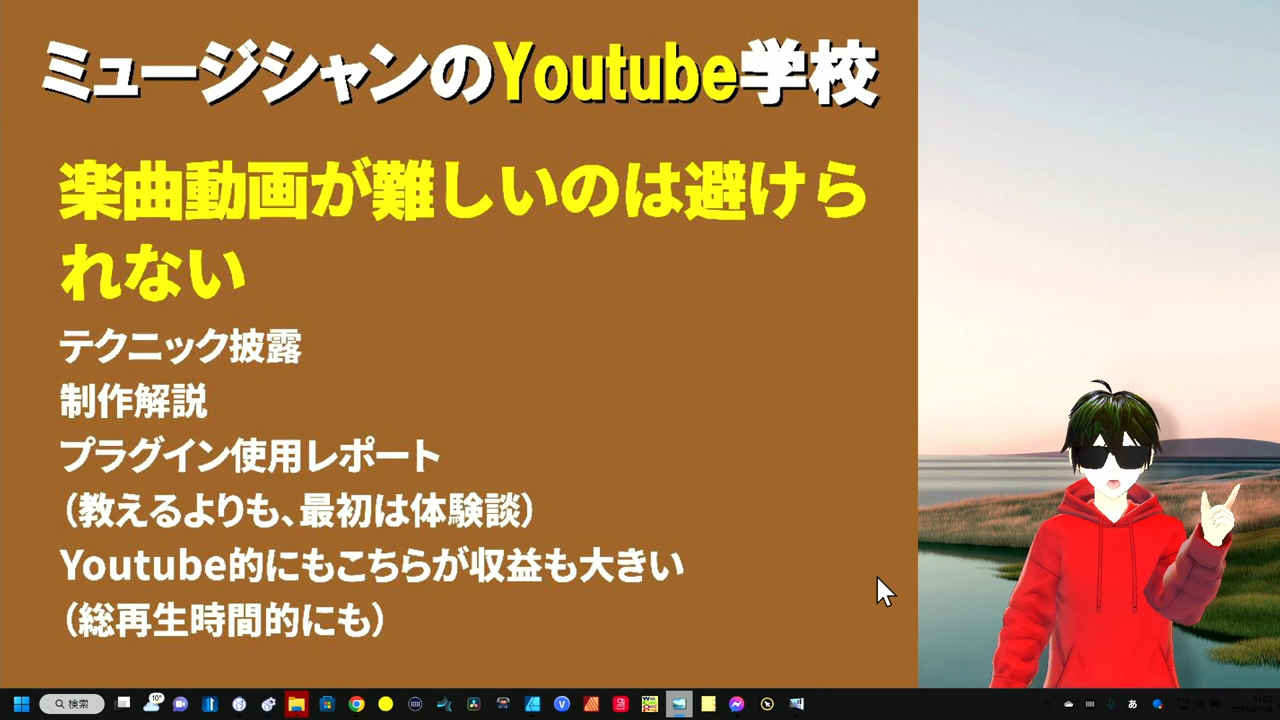 ミュージシャンのYoutube学校
楽曲動画が難しいのは避けら
れない
テクニック披露
制作解説
プラグイン使用レポート
（教えるよりも、最初は体験談）
Youtube的にもこちらが収益も大きい
（総再生時間的にも）
検索
10°
あ